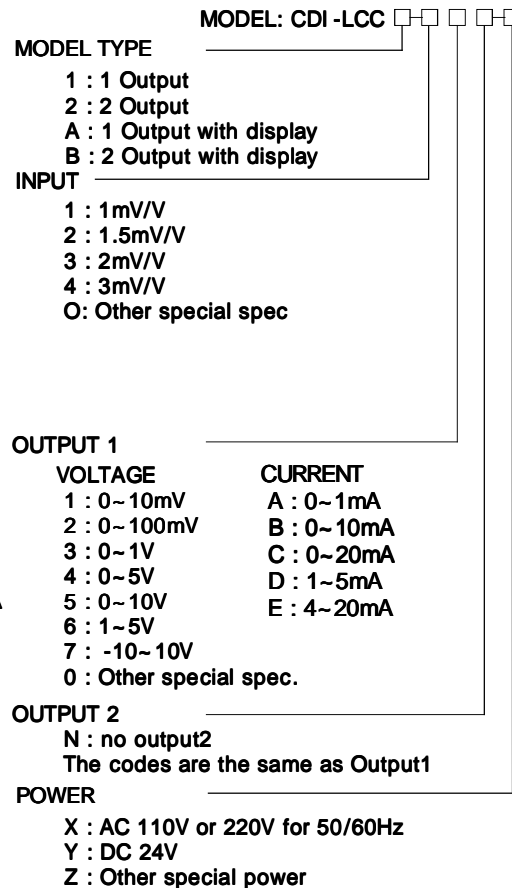 MODEL: CDI-LCC □-□ □ □-□
MODEL TYPE
1 : 1 Output
2 : 2 Output
A : 1 Output with display
B : 2 Output with display
INPUT
1 : 1mV/V
2 : 1.5mV/V
3 : 2mV/V
4 : 3mV/V
O: Other special spec
OUTPUT 1
VOLTAGE CURRENT
1 : 0~10mV A : 0~1mA
2 : 0~100mV B : 0~10mA
3 : 0~1V C : 0~20mA
4 : 0~5V D : 1~5mA
5 : 0~10V E : 4~20mA
6 : 1~5V
7 : -10~10V
0 : Other special spec.
OUTPUT 2
N : no output2
The codes are the same as Output1
POWER
X : AC 110V or 220V for 50/60Hz
Y : DC 24V
Z : Other special power